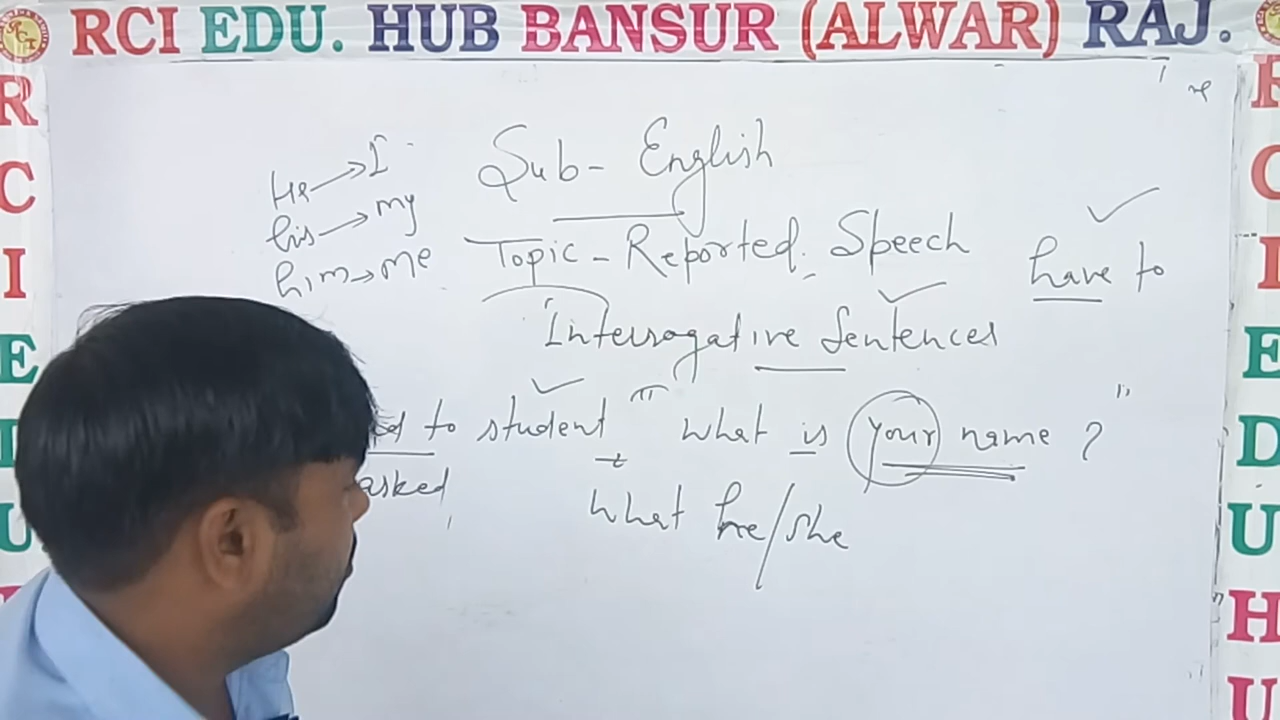 RCI EDU. HUB BANSUR (ALWAR) RAJ.
Sub- English
He → I
his → my
him → me
Topic - Reported Speech
have to
Interrogative Sentences
to student " what is your name ? "
asked
what he/she
R
C
I
E
D
U
R
C
I
E
D
U
H
U